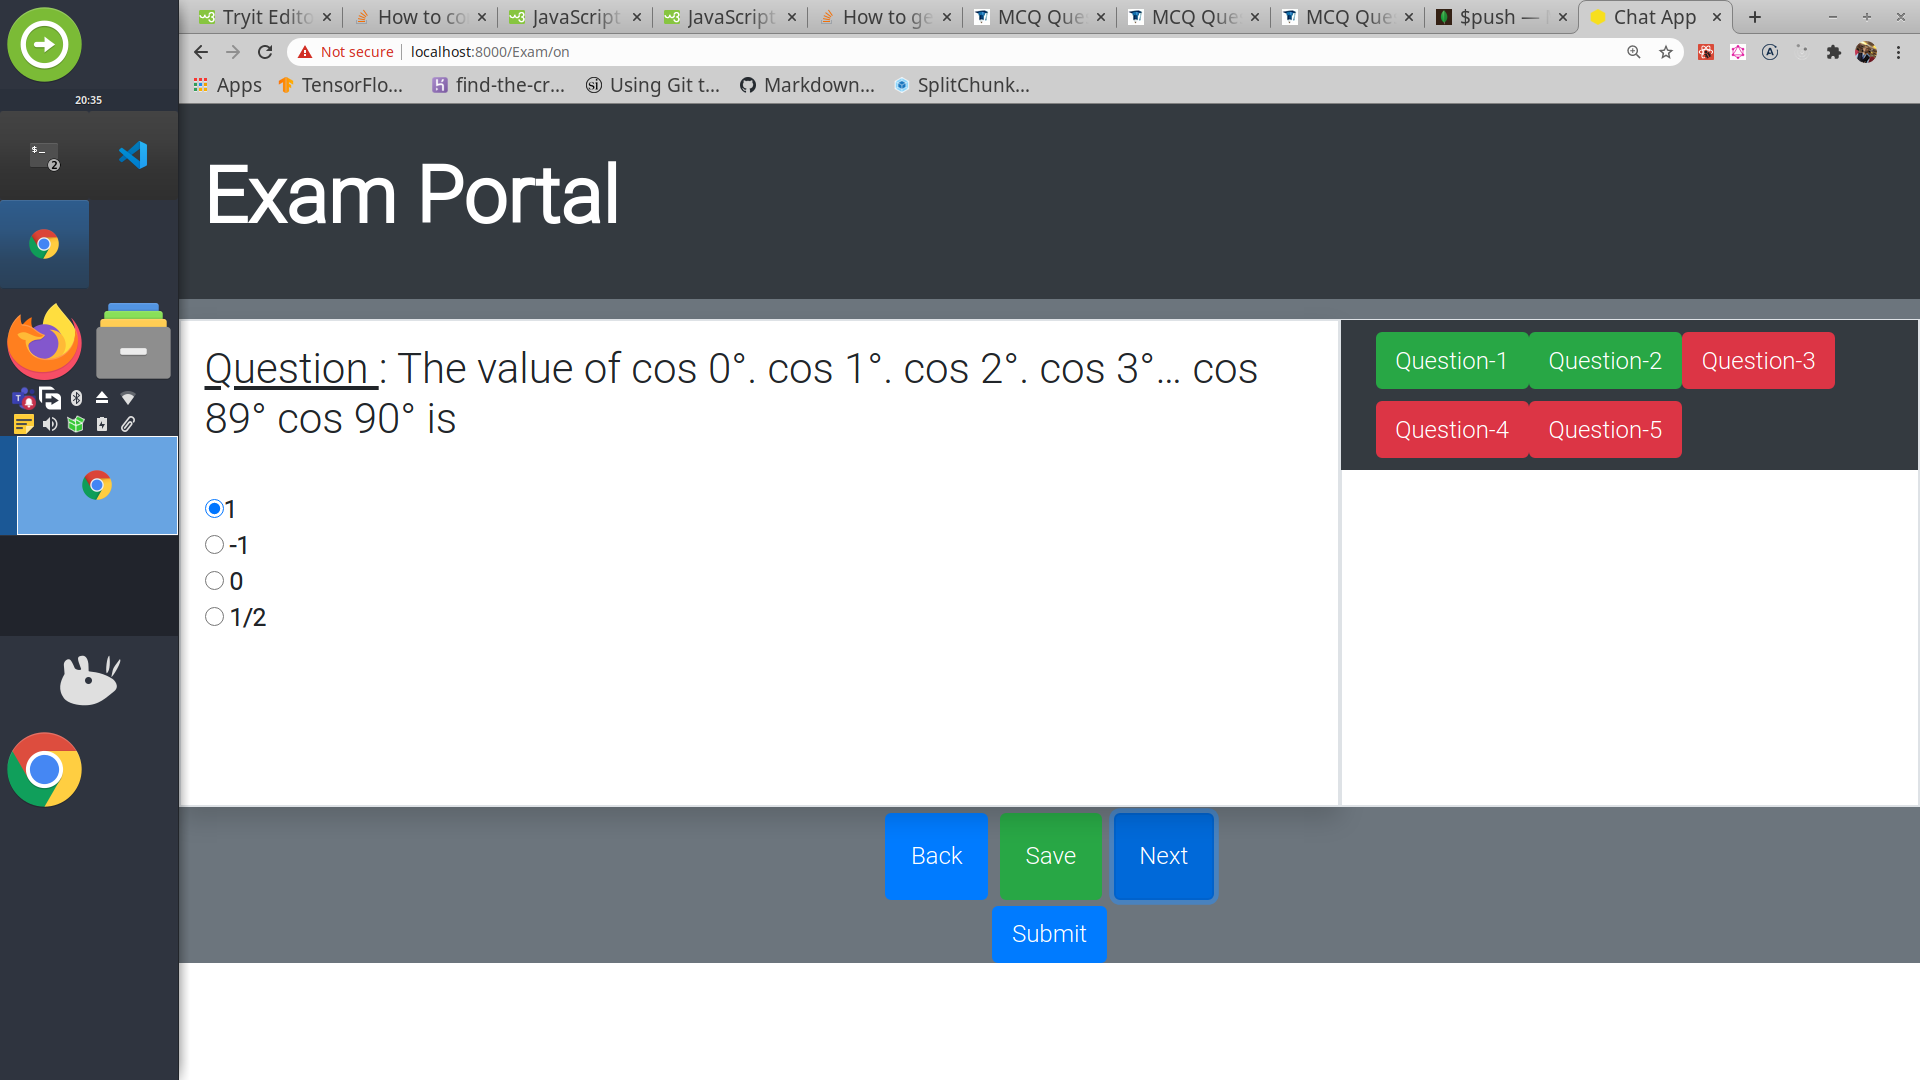 Tryit Edito
How to co
JavaScript
JavaScript
How to ge
MCQ Que
MCQ Que
MCQ Que
$push —
Chat App
Not secure
localhost:8000/Exam/on
Apps
TensorFlo...
find-the-cr...
Using Git t...
Markdown...
SplitChunk...
20:35
Exam Portal
Question : The value of cos 0°. cos 1°. cos 2°. cos 3°… cos
89° cos 90° is
1
-1
0
1/2
Question-1
Question-2
Question-3
Question-4
Question-5
Back
Save
Next
Submit